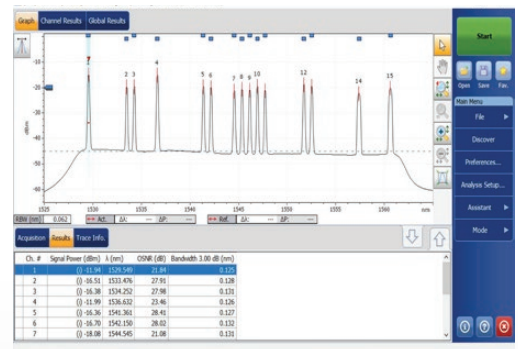 Graph Channel Results Global Results
Start
Open Save Fav.
Main Menu
File
Discover
Preferences...
Analysis Setup...
Assistant
Mode
dBm
-10
-20
-30
-40
-50
-60
1 2 3 4 5 6 7 8 9 10 12 14 15
1525 1530 1535 1540 1545 1550 1555 1560 nm
RBW (nm) 0.062 Act. ΔA: --- ΔP: --- Ref. ΔA: --- ΔP: ---
Acquisition Results Trace Info.
Ch. # Signal Power (dBm) λ (nm) OSNR (dB) Bandwidth 3.00 dB (nm)
1 (i) -11.94 1529.549 21.84 0.125
2 (i) -16.51 1533.476 27.91 0.128
3 (i) -16.38 1534.252 27.98 0.131
4 (i) -11.99 1536.632 23.46 0.126
5 (i) -16.36 1541.361 28.41 0.127
6 (i) -16.70 1542.150 28.02 0.132
7 (i) -18.08 1544.545 21.08 0.131